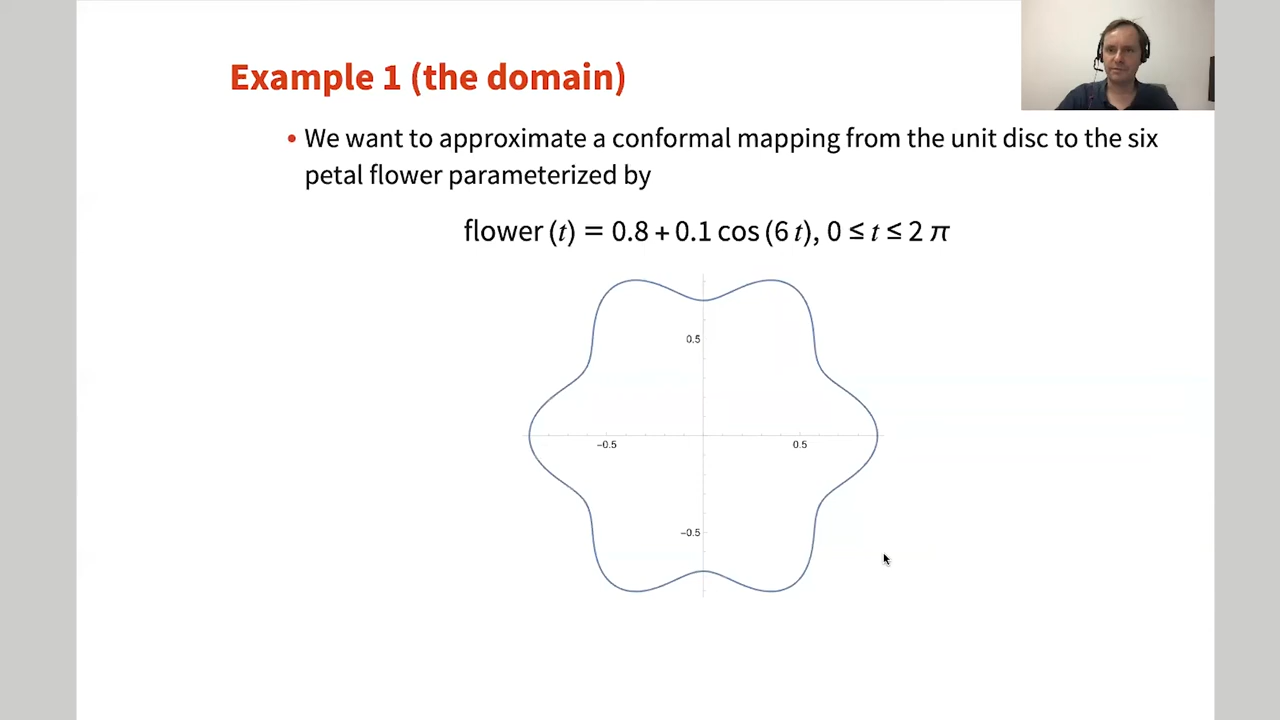 Example 1 (the domain)
• We want to approximate a conformal mapping from the unit disc to the six
petal flower parameterized by
flower (t) = 0.8 + 0.1 cos (6 t), 0 ≤ t ≤ 2 π
0.5
−0.5 0.5
−0.5